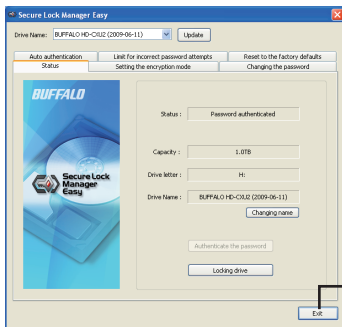 Secure Lock Manager Easy
Drive Name: BUFFALO HD-CXU2 (2009-06-11) Update
Auto authentication Limit for incorrect password attempts Reset to the factory defaults
Status Setting the encryption mode Changing the password
BUFFALO
Status : Password authenticated
Capacity : 1.0TB
Secure Lock
Manager
Easy
Drive letter : H:
Drive Name : BUFFALO HD-CXU2 (2009-06-11)
Changing name
Authenticate the password
Locking drive
Exit